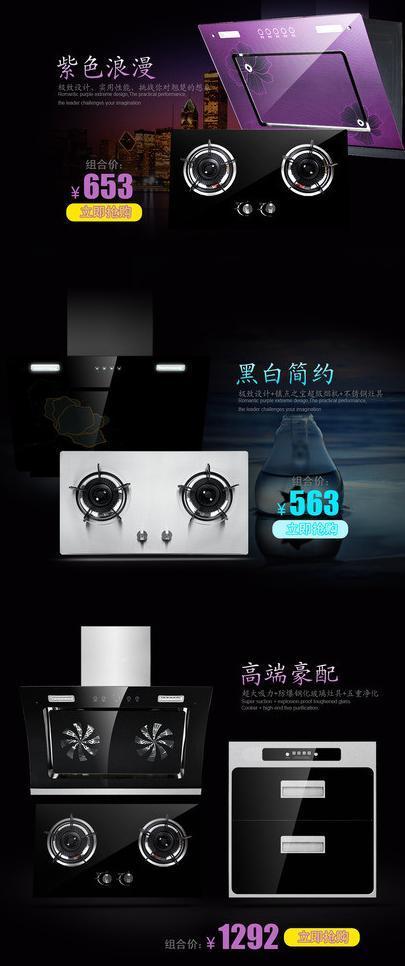 紫色浪漫
极致设计、实用性能、挑战你对翘楚的想象
Romantic purple extreme design,The practical performance,
the leader challenges your imagination
组合价:
¥653
立即抢购
黑白简约
极致设计+镇店之宝超级烟机+不锈钢灶具
Romantic purple extreme design,The practical performance,
the leader challenges your imagination
组合价:
¥563
立即抢购
高端豪配
超大吸力+防爆钢化玻璃灶具+五重净化
Super suction + explosion proof toughened glass
Cooker + high end five purification.
组合价: ¥1292 立即抢购